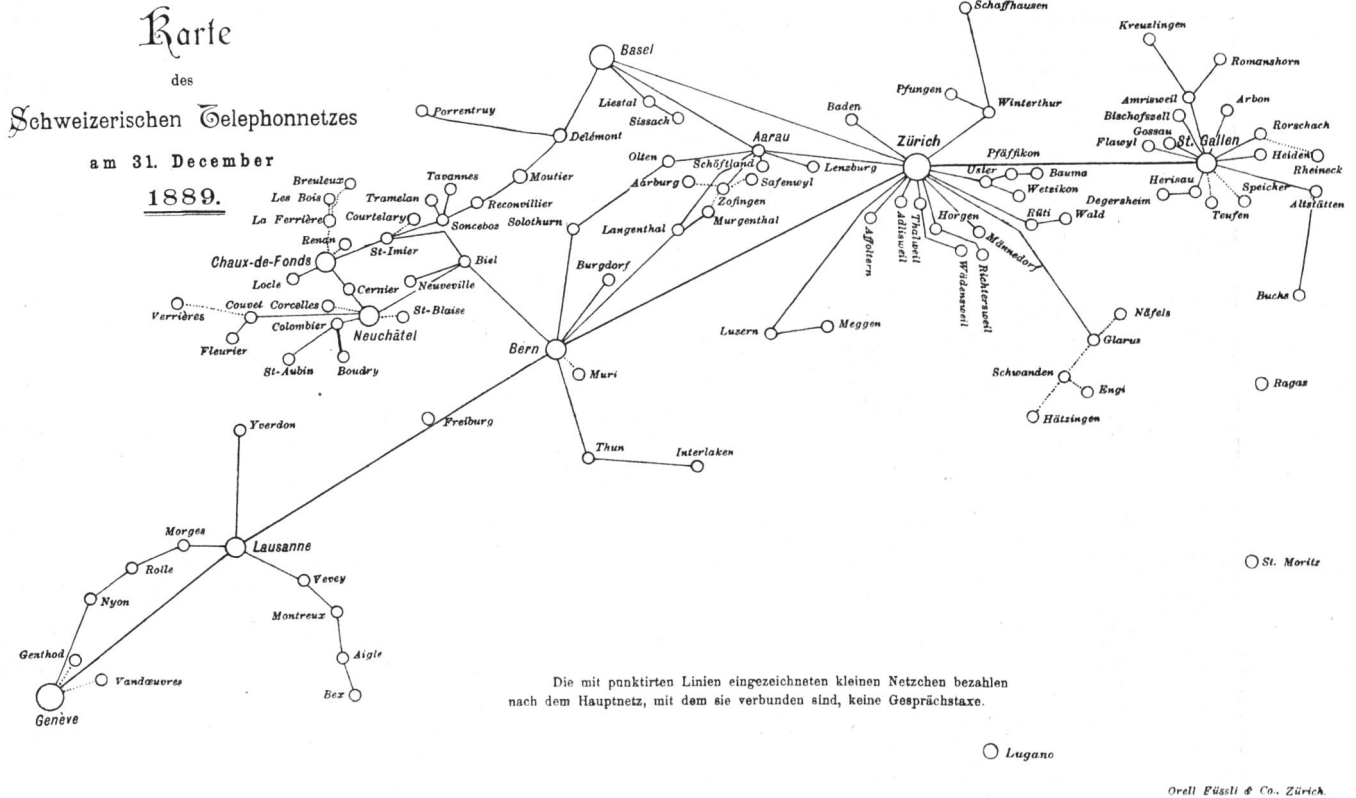 Karte
des
Schweizerischen Telephonnetzes
am 31. December
1889.
Schaffhausen
Kreuzlingen
Romanshorn
Basel
Porrentruy
Liestal
Sissach
Delémont
Baden
Pfungen
Winterthur
Amrisweil
Arbon
Bischofszell
Gossau
Flawyl
St. Gallen
Rorschach
Heiden
Rheineck
Aarau
Zürich
Olten
Schöftland
Lenzburg
Pfäffikon
Uster
Bauma
Wetzikon
Herisau
Speicher
Degersheim
Teufen
Altstätten
Breuleux
Tavannes
Moutier
Aarburg
Safenwyl
Les Bois
Tramelan
Reconvillier
Zofingen
La Ferrière
Courtelary
Sonceboz
Solothurn
Langenthal
Murgenthal
Affoltern
Adlisweil
Thalweil
Horgen
Männedorf
Rüti
Wald
Renan
St-Imier
Chaux-de-Fonds
Biel
Burgdorf
Wädensweil
Richtersweil
Locle
Cernier
Neuveville
Buchs
Verrières
Couvet
Corcelles
St-Blaise
Colombier
Neuchâtel
Fleurier
St-Aubin
Boudry
Bern
Muri
Luzern
Meggen
Näfels
Glarus
Schwanden
Engi
Hätzingen
Ragaz
Yverdon
Freiburg
Thun
Interlaken
Morges
Lausanne
Rolle
Vevey
Nyon
Montreux
St. Moritz
Genthod
Aigle
Vandœuvres
Bex
Genève
Die mit punktirten Linien eingezeichneten kleinen Netzchen bezahlen
nach dem Hauptnetz, mit dem sie verbunden sind, keine Gesprächstaxe.
Lugano
Orell Füssli & Co., Zürich.